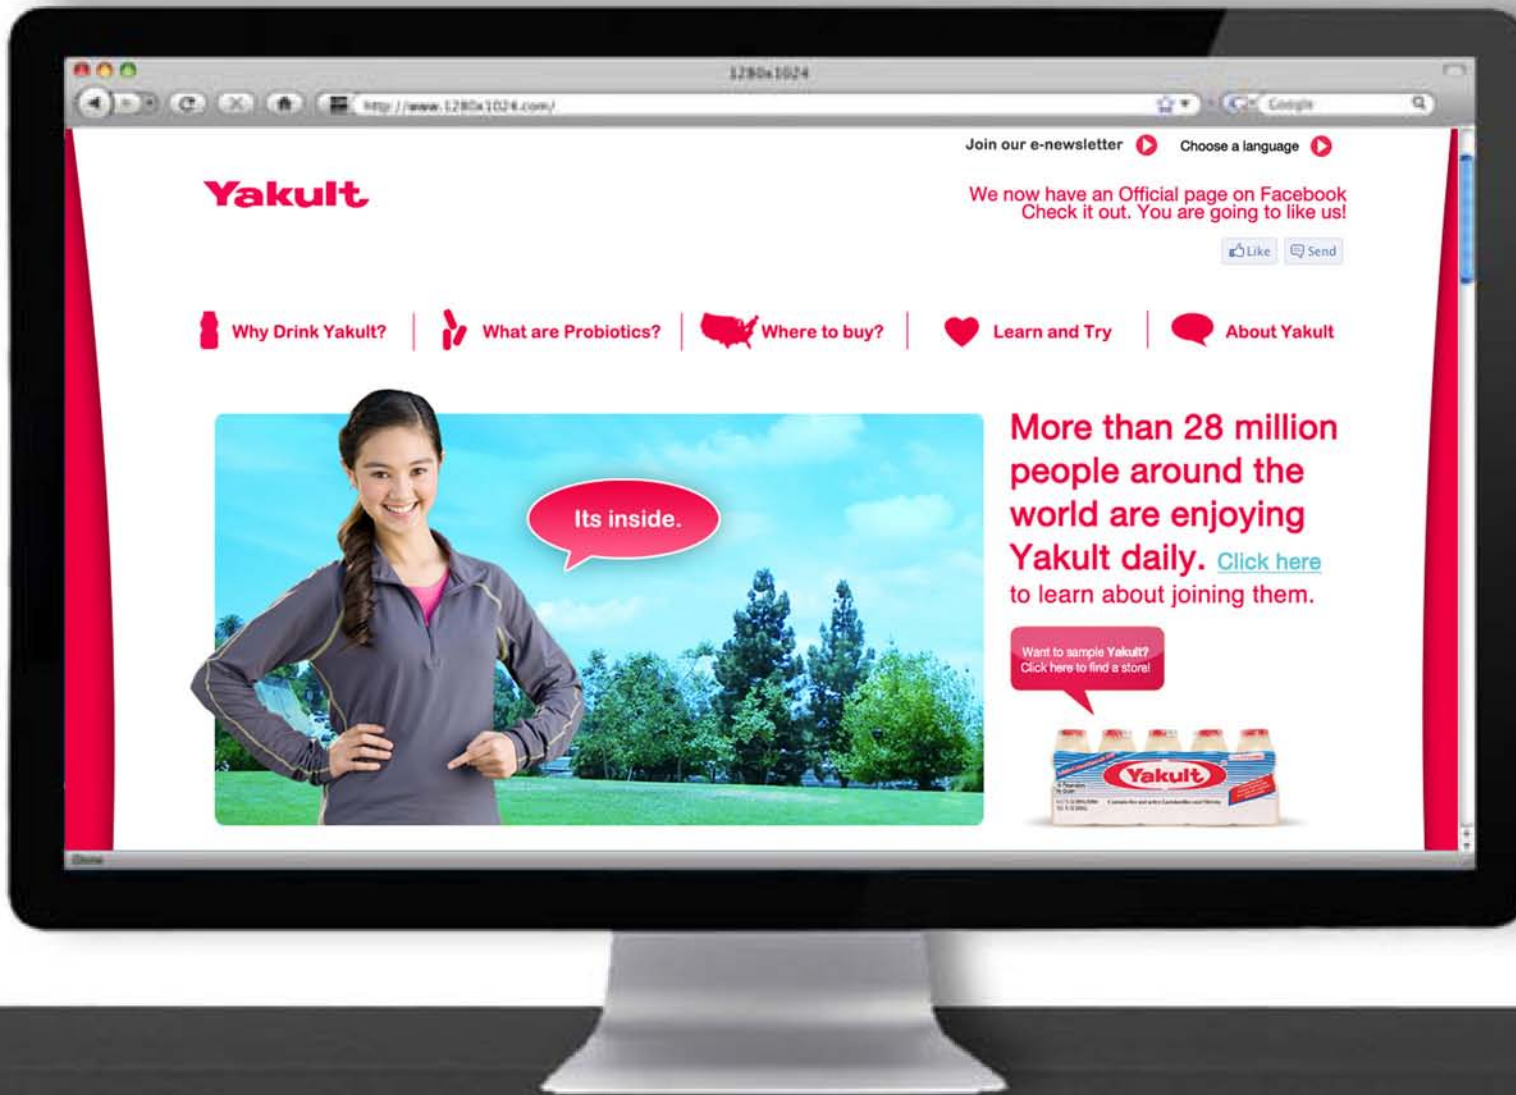 1280x1024
http://www.1280x1024.com/
Google
Join our e-newsletter
Choose a language
Yakult
We now have an Official page on Facebook
Check it out. You are going to like us!
Like
Send
Why Drink Yakult?
What are Probiotics?
Where to buy?
Learn and Try
About Yakult
Its inside.
More than 28 million
people around the
world are enjoying
Yakult daily. Click here
to learn about joining them.
Want to sample Yakult?
Click here to find a store!
Yakult
Done